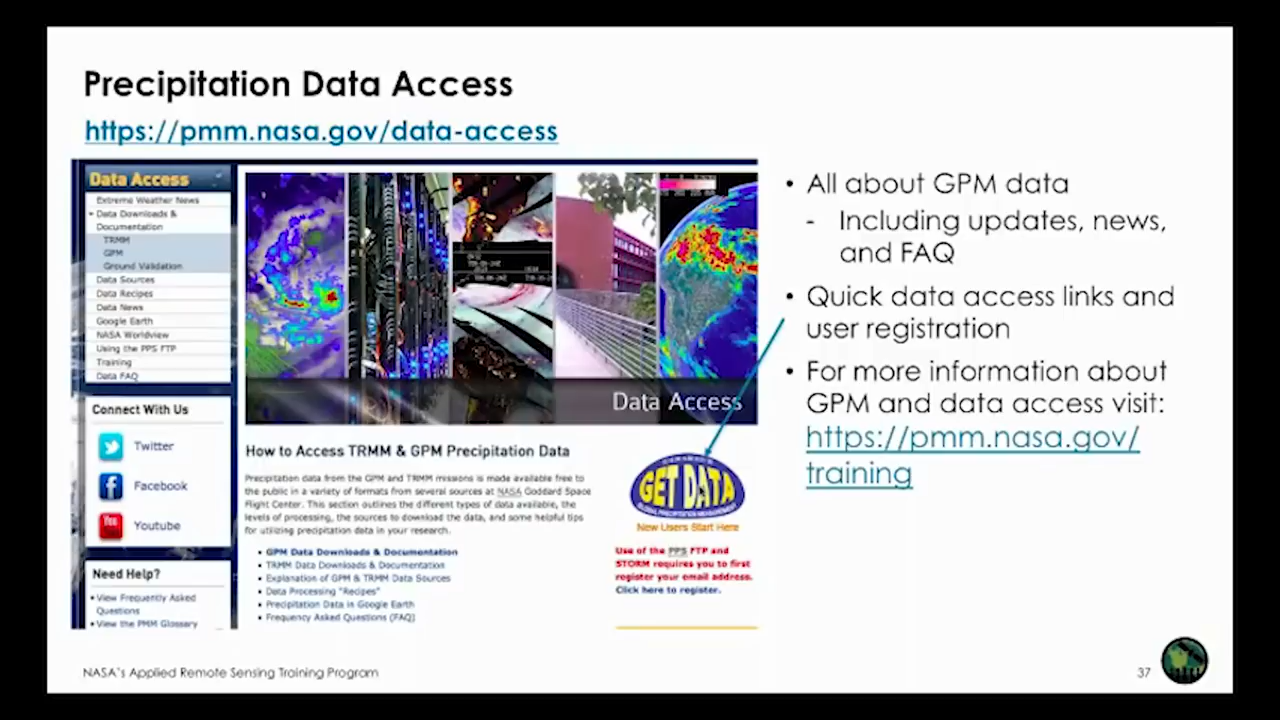 Precipitation Data Access
https://pmm.nasa.gov/data-access
Data Access
Extreme Weather News
Data Downloads &
Documentation
TRMM
GPM
Ground Validation
Data Sources
Data Recipes
Data News
Google Earth
NASA Worldview
Using the PPS FTP
Training
Data FAQ
Connect With Us
Twitter
Facebook
You
Youtube
Need Help?
• View Frequently Asked
Questions
• View the PMM Glossary
Data Access
How to Access TRMM & GPM Precipitation Data
Precipitation data from the GPM and TRMM missions is made available free to
the public in a variety of formats from several sources at NASA Goddard Space
Flight Center. This section outlines the different types of data available, the
levels of processing, the sources to download the data, and some helpful tips
for utilizing precipitation data in your research.
• GPM Data Downloads & Documentation
• TRMM Data Downloads & Documentation
• Explanation of GPM & TRMM Data Sources
• Data Processing "Recipes"
• Precipitation Data in Google Earth
• Frequency Asked Questions (FAQ)
GET DATA
GLOBAL PRECIPITATION MEASUREMENT
New Users Start Here
Use of the PPS FTP and
STORM requires you to first
register your email address.
Click here to register.
• All about GPM data
- Including updates, news,
and FAQ
• Quick data access links and
user registration
• For more information about
GPM and data access visit:
https://pmm.nasa.gov/
training
NASA's Applied Remote Sensing Training Program
37